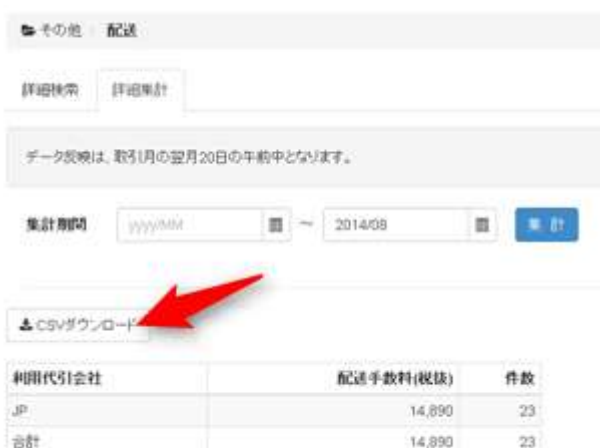 その他 配送
詳細検索 詳細集計
データ反映は、取引月の翌月20日の午前中となります。
集計期間 yyyy/MM ～ 2014/08 集計
CSVダウンロード
利用代引会社 配送手数料(税抜) 件数
JP 14,890 23
合計 14,890 23